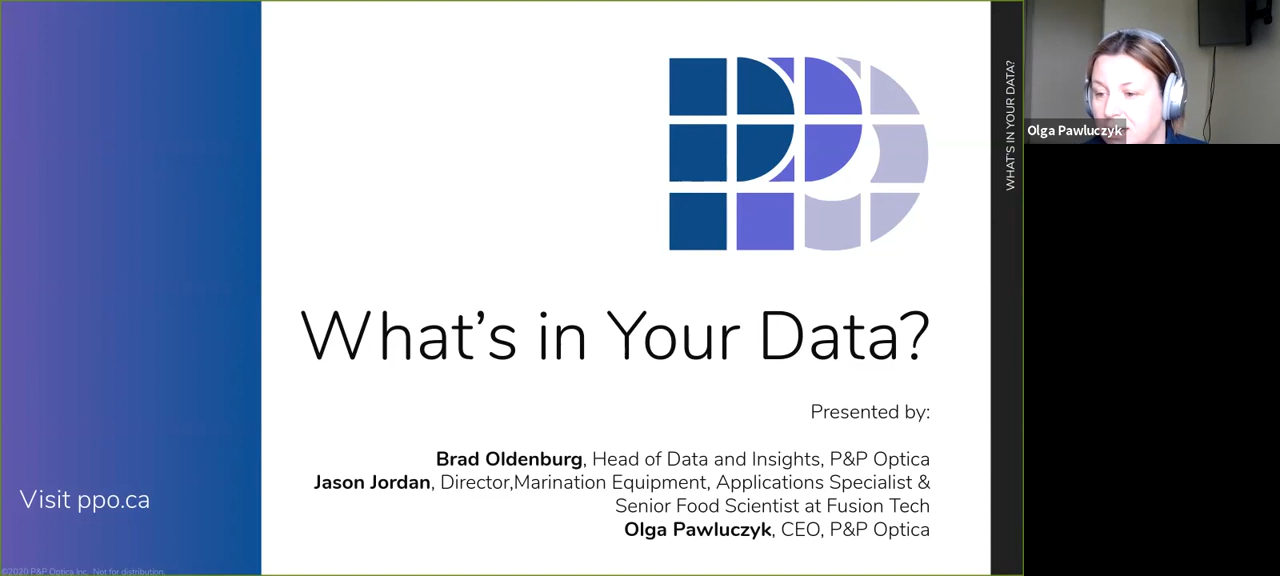 WHAT'S IN YOUR DATA?
Olga Pawluczyk
What's in Your Data?
Presented by:
Brad Oldenburg, Head of Data and Insights, P&P Optica
Jason Jordan, Director,Marination Equipment, Applications Specialist &
Senior Food Scientist at Fusion Tech
Olga Pawluczyk, CEO, P&P Optica
Visit ppo.ca
©2020 P&P Optica Inc. Not for distribution.